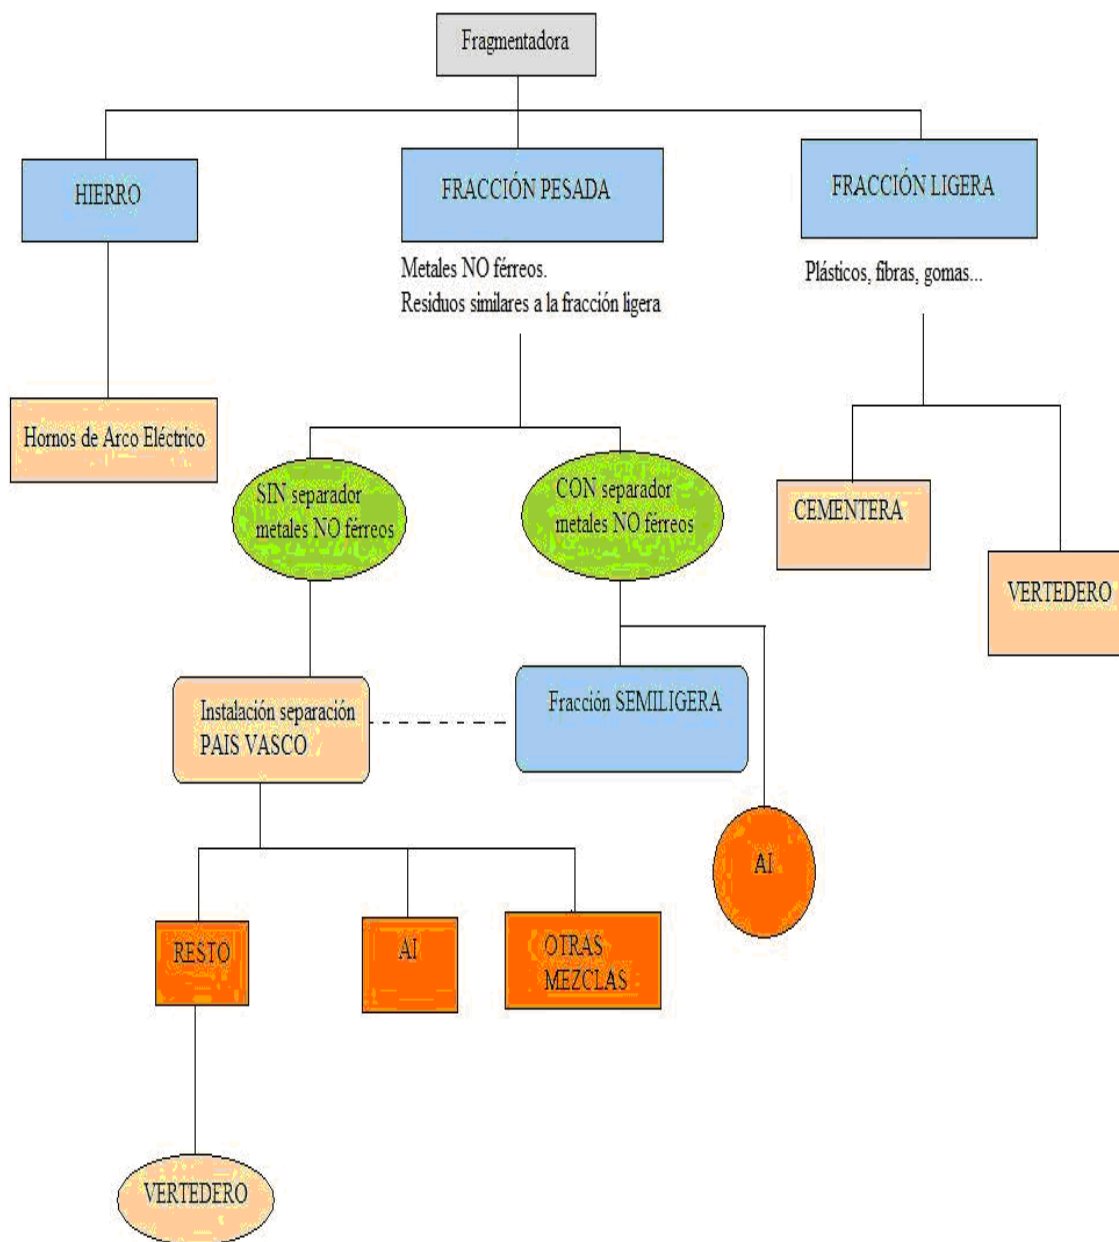 Fragmentadora
HIERRO
FRACCIÓN PESADA
FRACCIÓN LIGERA
Metales NO férreos.
Residuos similares a la fracción ligera
Plásticos, fibras, gomas...
Hornos de Arco Eléctrico
SIN separador
metales NO férreos
CON separador
metales NO férreos
CEMENTERA
VERTEDERO
Instalación separación
PAIS VASCO
Fracción SEMILIGERA
Al
RESTO
Al
OTRAS
MEZCLAS
VERTEDERO